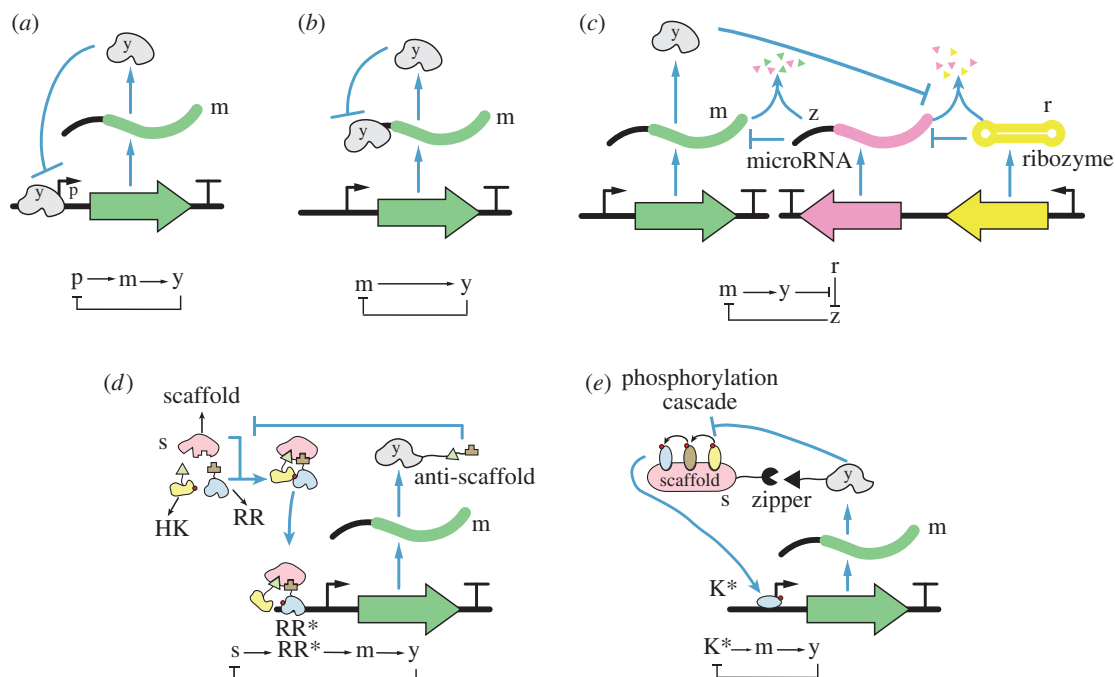 (a)
y
m
y
p
p → m → y
(b)
y
m
y
m → y
(c)
y
m
z
microRNA
r
ribozyme
r
m → y
z
(d)
scaffold
s
HK
RR
anti-scaffold
y
m
RR*
s → RR* → m → y
(e)
phosphorylation
cascade
scaffold
s
zipper
y
m
K*
K* → m → y